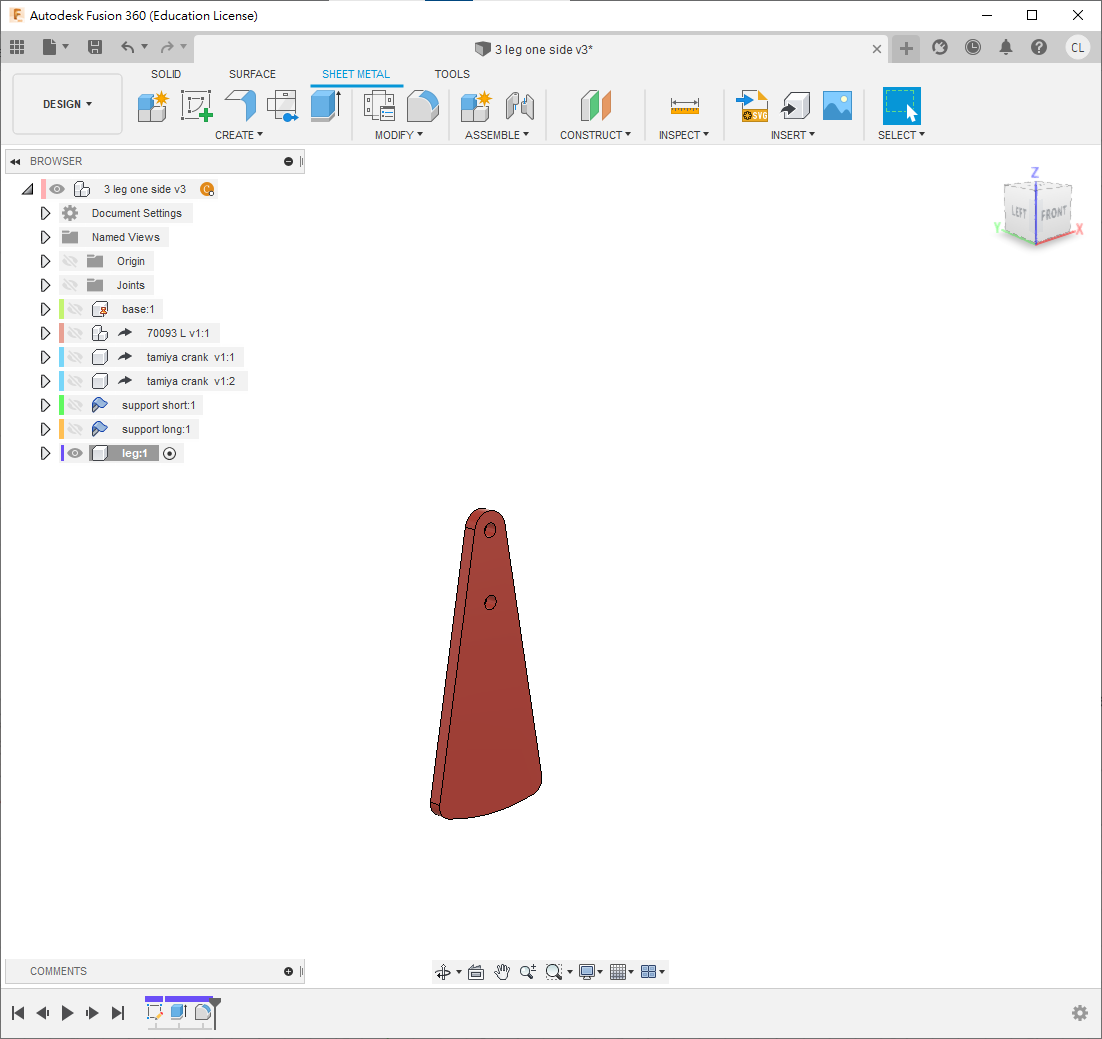 Autodesk Fusion 360 (Education License)
3 leg one side v3*
CL
DESIGN
SOLID SURFACE SHEET METAL TOOLS
SVG
CREATE MODIFY ASSEMBLE CONSTRUCT INSPECT INSERT SELECT
BROWSER
3 leg one side v3
Document Settings
Named Views
Origin
Joints
base:1
70093 L v1:1
tamiya crank v1:1
tamiya crank v1:2
support short:1
support long:1
leg:1
Z
LEFT FRONT
Y X
COMMENTS